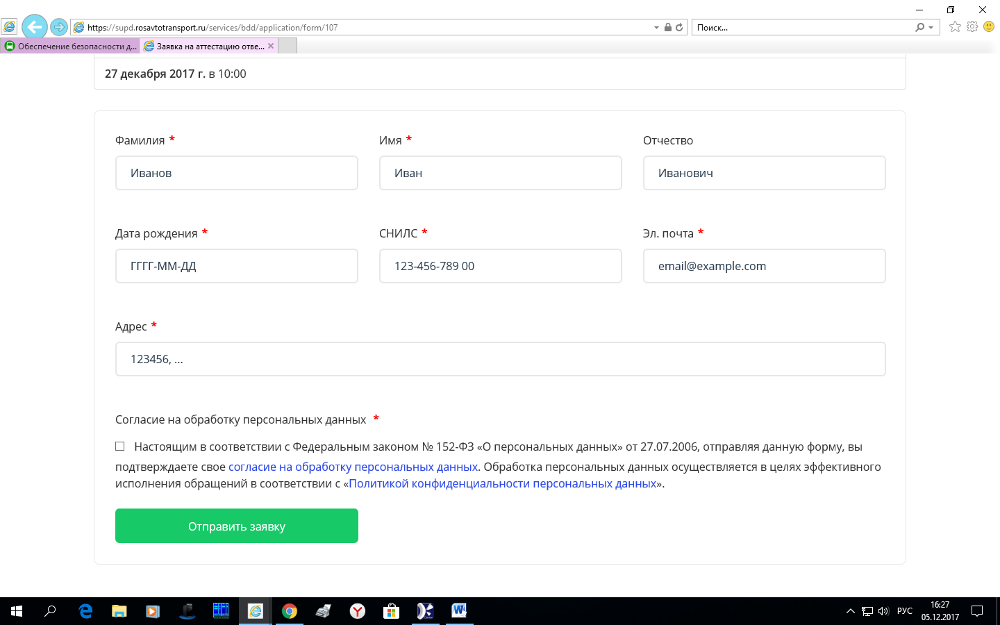 https://supd.rosavtotransport.ru/services/bdd/application/form/107
Поиск...
Обеспечение безопасности д...
Заявка на аттестацию отве...
27 декабря 2017 г. в 10:00
Фамилия *
Имя *
Отчество
Иванов
Иван
Иванович
Дата рождения *
СНИЛС *
Эл. почта *
ГГГГ-ММ-ДД
123-456-789 00
email@example.com
Адрес *
123456, ...
Согласие на обработку персональных данных *
Настоящим в соответствии с Федеральным законом № 152-ФЗ «О персональных данных» от 27.07.2006, отправляя данную форму, вы
подтверждаете свое согласие на обработку персональных данных. Обработка персональных данных осуществляется в целях эффективного
исполнения обращений в соответствии с «Политикой конфиденциальности персональных данных».
Отправить заявку
РУС
16:27
05.12.2017